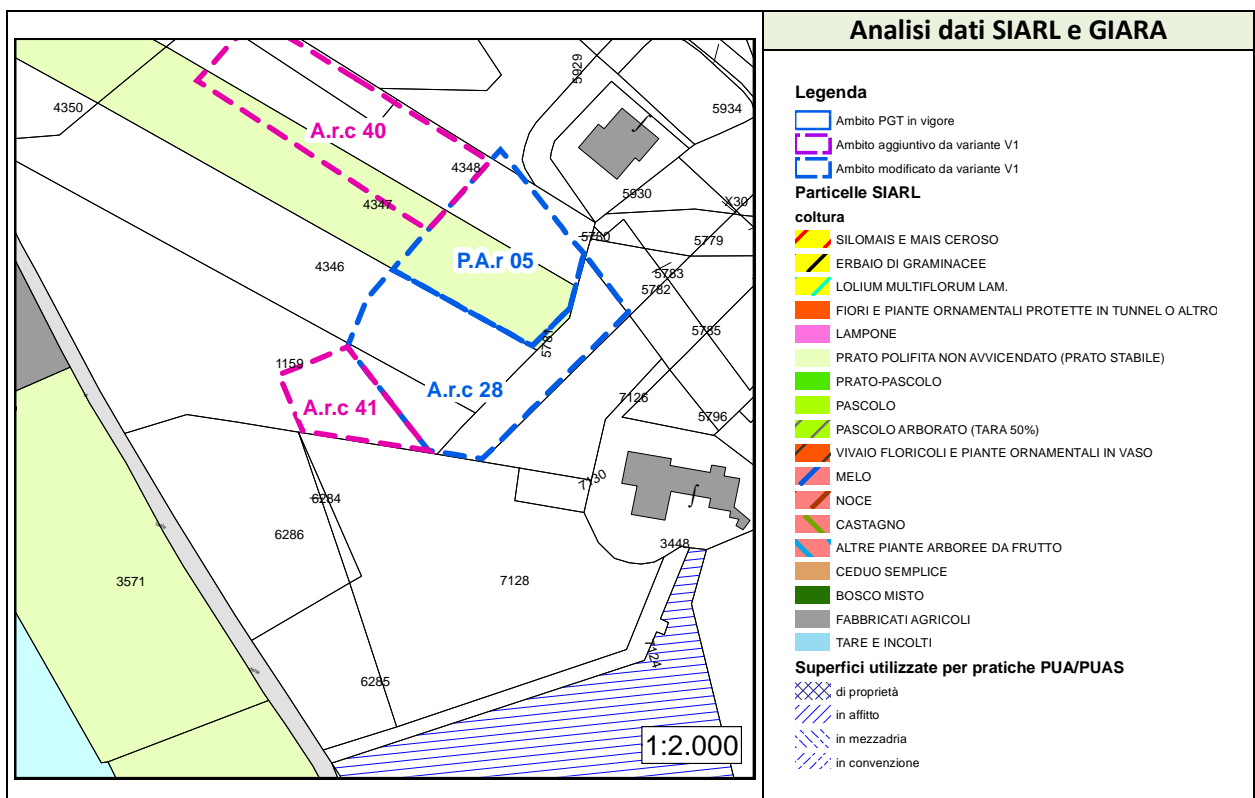 Analisi dati SIARL e GIARA
Legenda
Ambito PGT in vigore
Ambito aggiuntivo da variante V1
Ambito modificato da variante V1
Particelle SIARL
coltura
SILOMAIS E MAIS CEROSO
ERBAIO DI GRAMINACEE
LOLIUM MULTIFLORUM LAM.
FIORI E PIANTE ORNAMENTALI PROTETTE IN TUNNEL O ALTRO
LAMPONE
PRATO POLIFITA NON AVVICENDATO (PRATO STABILE)
PRATO-PASCOLO
PASCOLO
PASCOLO ARBORATO (TARA 50%)
VIVAIO FLORICOLI E PIANTE ORNAMENTALI IN VASO
MELO
NOCE
CASTAGNO
ALTRE PIANTE ARBOREE DA FRUTTO
CEDUO SEMPLICE
BOSCO MISTO
FABBRICATI AGRICOLI
TARE E INCOLTI
Superfici utilizzate per pratiche PUA/PUAS
di proprietà
in affitto
in mezzadria
in convenzione
5929
4350
5934
A.r.c 40
4348
5930
X30
4347
5780
5779
4346
P.A.r 05
5783
5782
5781
5785
1159
A.r.c 28
A.r.c 41
7126
5796
7130
6284
6286
3448
3571
7128
7124
6285
1:2.000